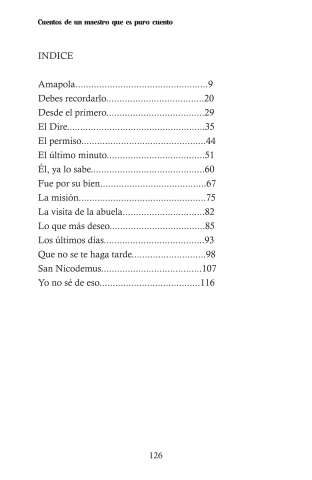 Cuentos de un maestro que es puro cuento
INDICE
Amapola...................................................9
Debes recordarlo.....................................20
Desde el primero.....................................29
El Dire.....................................................35
El permiso................................................44
El último minuto.....................................51
Él, ya lo sabe...........................................60
Fue por su bien........................................67
La misión.................................................75
La visita de la abuela...............................82
Lo que más deseo....................................85
Los últimos días......................................93
Que no se te haga tarde............................98
San Nicodemus.......................................107
Yo no sé de eso.......................................116
126